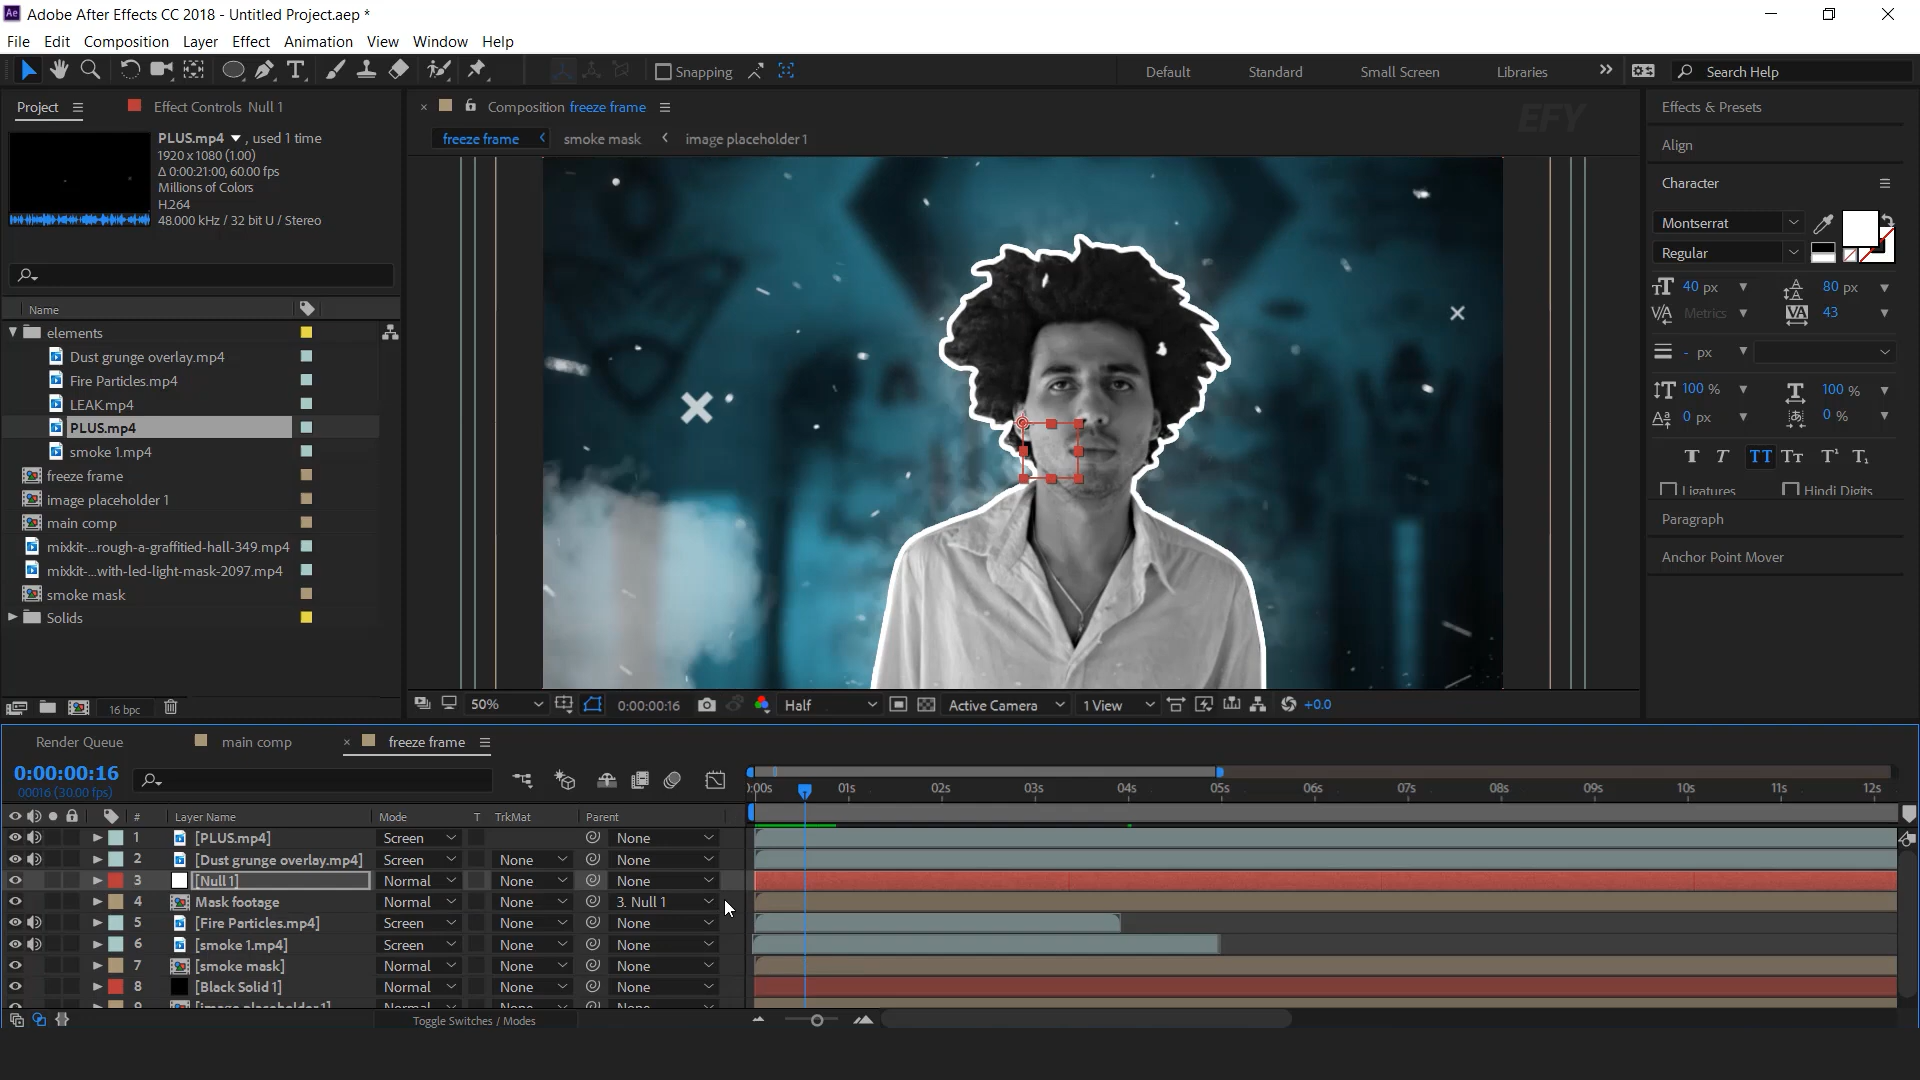 Ae Adobe After Effects CC 2018 - Untitled Project.aep *
File Edit Composition Layer Effect Animation View Window Help
Snapping Default Standard Small Screen Libraries Search Help
Project Effect Controls Null 1
PLUS.mp4 , used 1 time
1920 x 1080 (1.00)
Δ 0:00:21:00, 60.00 fps
Millions of Colors
H.264
48.000 kHz / 32 bit U / Stereo
Name
elements
Dust grunge overlay.mp4
Fire Particles.mp4
LEAK.mp4
PLUS.mp4
smoke 1.mp4
freeze frame
image placeholder 1
main comp
mixkit-...rough-a-graffitied-hall-349.mp4
mixkit-...with-led-light-mask-2097.mp4
smoke mask
Solids
16 bpc
Composition freeze frame
EFY
freeze frame smoke mask image placeholder 1
50% 0:00:00:16 Half Active Camera 1 View +0.0
Effects & Presets
Align
Character
Montserrat
Regular
40 px 80 px
Metrics 43
- px
100 % 100 %
0 px 0 %
T T TT Tt T¹ T₁
Ligatures Hindi Digits
Paragraph
Anchor Point Mover
Render Queue main comp freeze frame
0:00:00:16
00016 (30.00 fps)
:00s 01s 02s 03s 04s 05s 06s 07s 08s 09s 10s 11s 12s
# Layer Name Mode T TrkMat Parent
1 [PLUS.mp4] Screen None
2 [Dust grunge overlay.mp4] Screen None None
3 [Null 1] Normal None None
4 Mask footage Normal None 3. Null 1
5 [Fire Particles.mp4] Screen None None
6 [smoke 1.mp4] Screen None None
7 [smoke mask] Normal None None
8 [Black Solid 1] Normal None None
9 [image placeholder 1] Normal None None
Toggle Switches / Modes